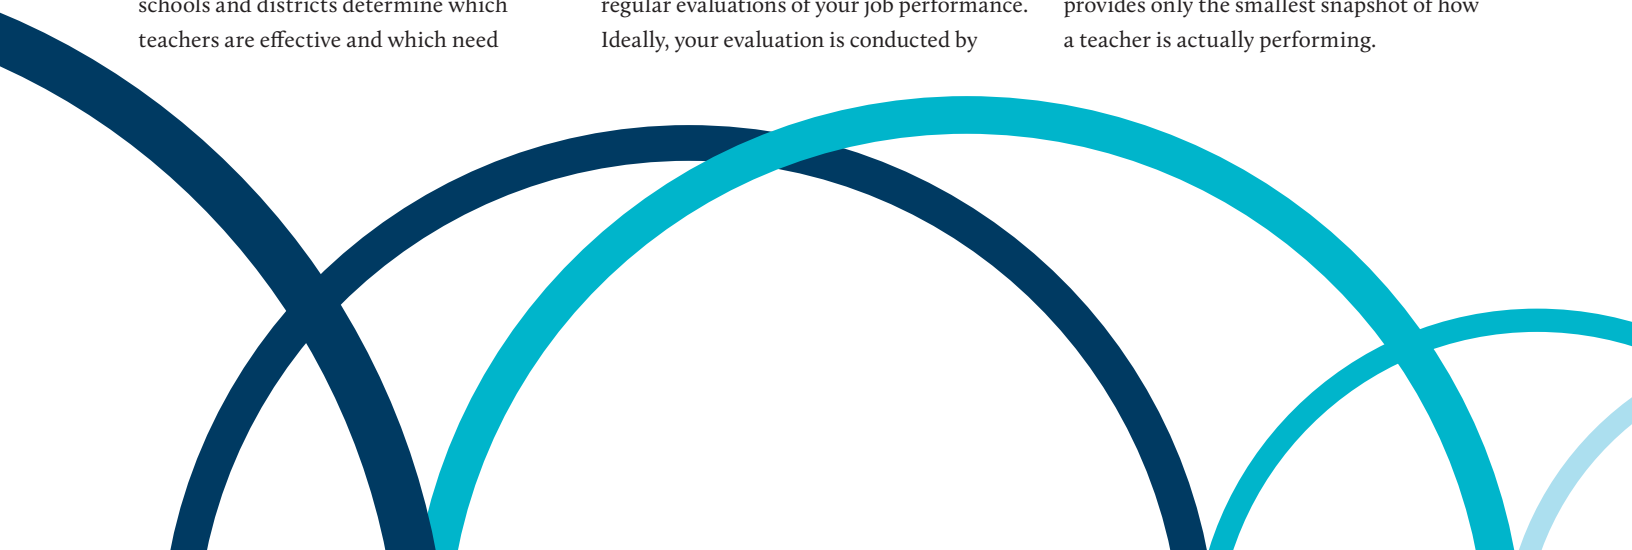 schools and districts determine which
teachers are effective and which need
regular evaluations of your job performance.
Ideally, your evaluation is conducted by
provides only the smallest snapshot of how
a teacher is actually performing.